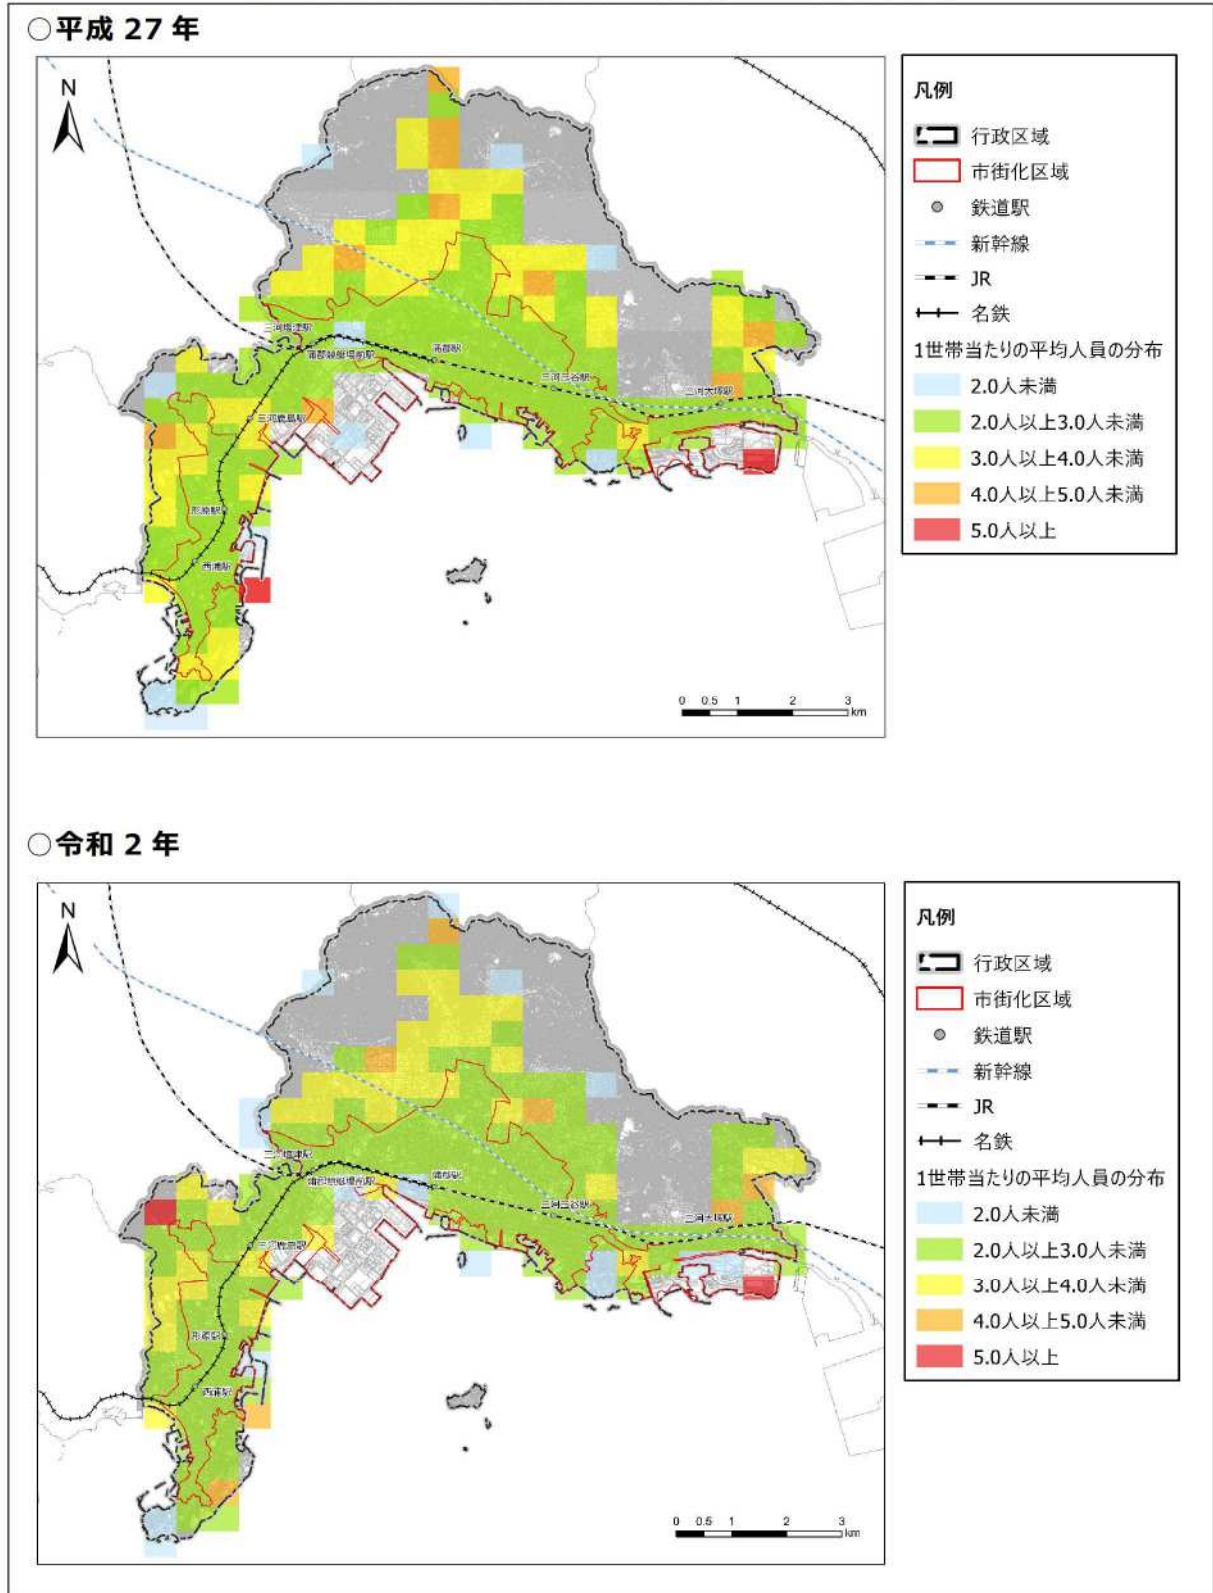 ○平成 27 年
N
三河塩津駅
蒲郡競艇場前駅
蒲郡駅
三河三谷駅
三河大塚駅
三河鹿島駅
形原駅
西浦駅
0 0.5 1 2 3
km
凡例
行政区域
市街化区域
鉄道駅
新幹線
JR
名鉄
1世帯当たりの平均人員の分布
2.0人未満
2.0人以上3.0人未満
3.0人以上4.0人未満
4.0人以上5.0人未満
5.0人以上
○令和 2 年
N
三河塩津駅
蒲郡競艇場前駅
蒲郡駅
三河三谷駅
三河大塚駅
三河鹿島駅
形原駅
西浦駅
0 0.5 1 2 3
km
凡例
行政区域
市街化区域
鉄道駅
新幹線
JR
名鉄
1世帯当たりの平均人員の分布
2.0人未満
2.0人以上3.0人未満
3.0人以上4.0人未満
4.0人以上5.0人未満
5.0人以上